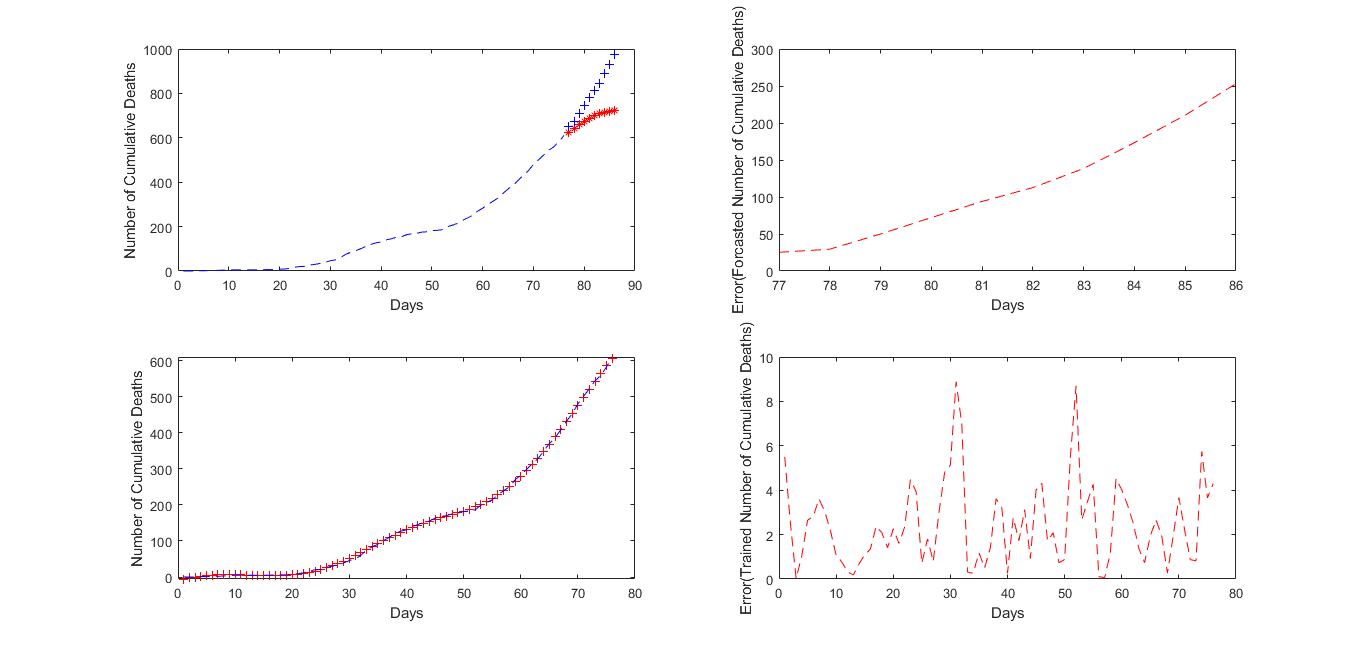 Number of Cumulative Deaths
1000
800
600
400
200
0
0 10 20 30 40 50 60 70 80 90
Days
Error(Forcasted Number of Cumulative Deaths)
300
250
200
150
100
50
0
77 78 79 80 81 82 83 84 85 86
Days
Number of Cumulative Deaths
600
500
400
300
200
100
0
0 10 20 30 40 50 60 70 80
Days
Error(Trained Number of Cumulative Deaths)
10
8
6
4
2
0
0 10 20 30 40 50 60 70 80
Days